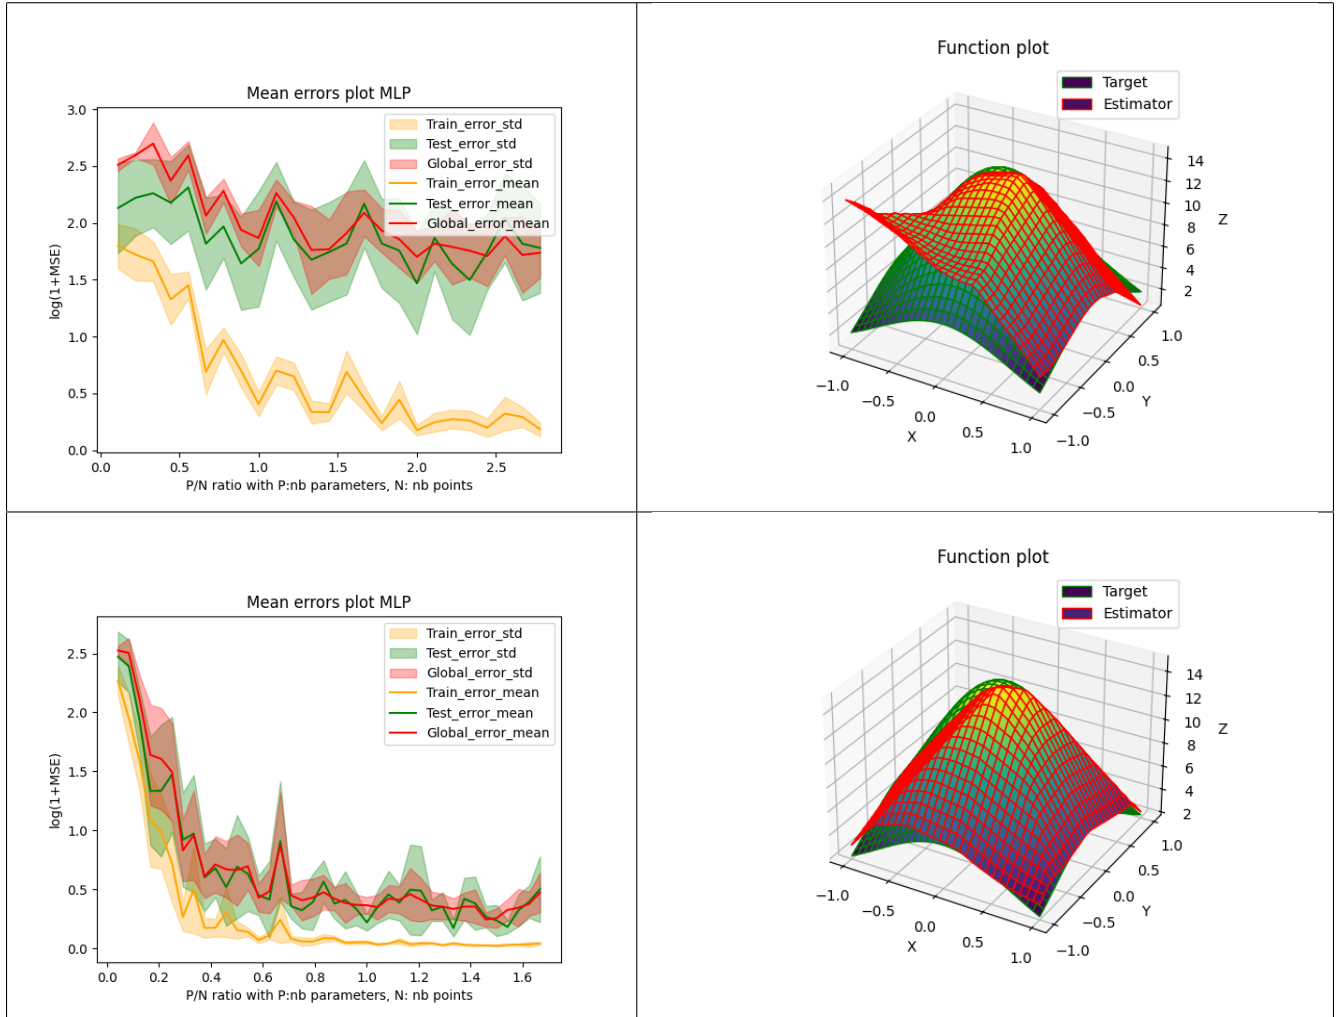 Mean errors plot MLP
Train_error_std
Test_error_std
Global_error_std
Train_error_mean
Test_error_mean
Global_error_mean
log(1+MSE)
3.0
2.5
2.0
1.5
1.0
0.5
0.0
0.0 0.5 1.0 1.5 2.0 2.5
P/N ratio with P:nb parameters, N: nb points
Function plot
Target
Estimator
14
12
10
8
6
4
2
Z
−1.0 −0.5 0.0 0.5 1.0
X
−1.0 −0.5 0.0 0.5 1.0
Y
Mean errors plot MLP
Train_error_std
Test_error_std
Global_error_std
Train_error_mean
Test_error_mean
Global_error_mean
log(1+MSE)
2.5
2.0
1.5
1.0
0.5
0.0
0.0 0.2 0.4 0.6 0.8 1.0 1.2 1.4 1.6
P/N ratio with P:nb parameters, N: nb points
Function plot
Target
Estimator
14
12
10
8
6
4
2
Z
−1.0 −0.5 0.0 0.5 1.0
X
−1.0 −0.5 0.0 0.5 1.0
Y